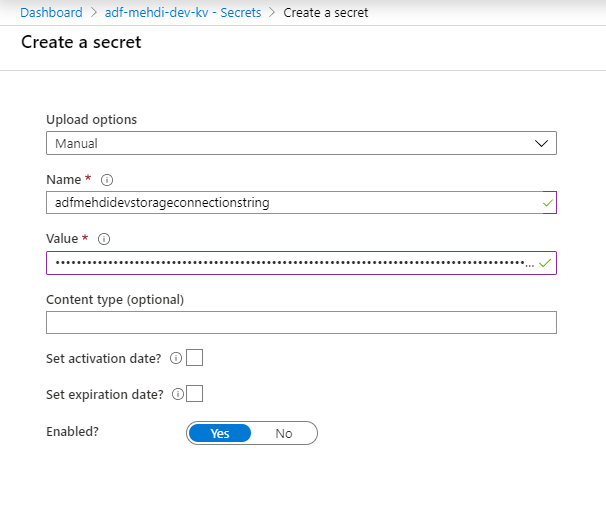 Dashboard > adf-mehdi-dev-kv - Secrets > Create a secret
Create a secret
Upload options
Manual
Name *
adfmehdidevstorageconnectionstring
Value *
••••••••••••••••••••••••••••••••••••••••••••••••••••••••••••••••••••••••••••••••••••••••...
Content type (optional)
Set activation date?
Set expiration date?
Enabled? Yes No